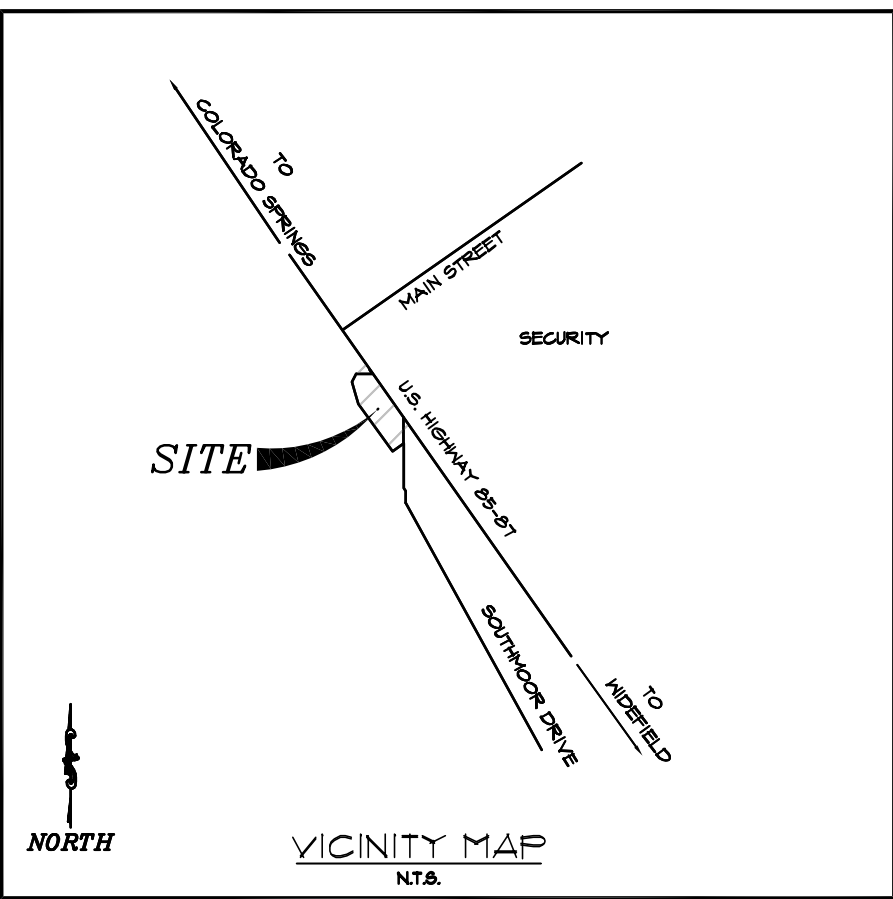 TO
COLORADO SPRINGS
MAIN STREET
SECURITY
U.S. HIGHWAY 85-87
SITE
SOUTHMOOR DRIVE
TO
WIDEFIELD
NORTH
VICINITY MAP
N.T.S.